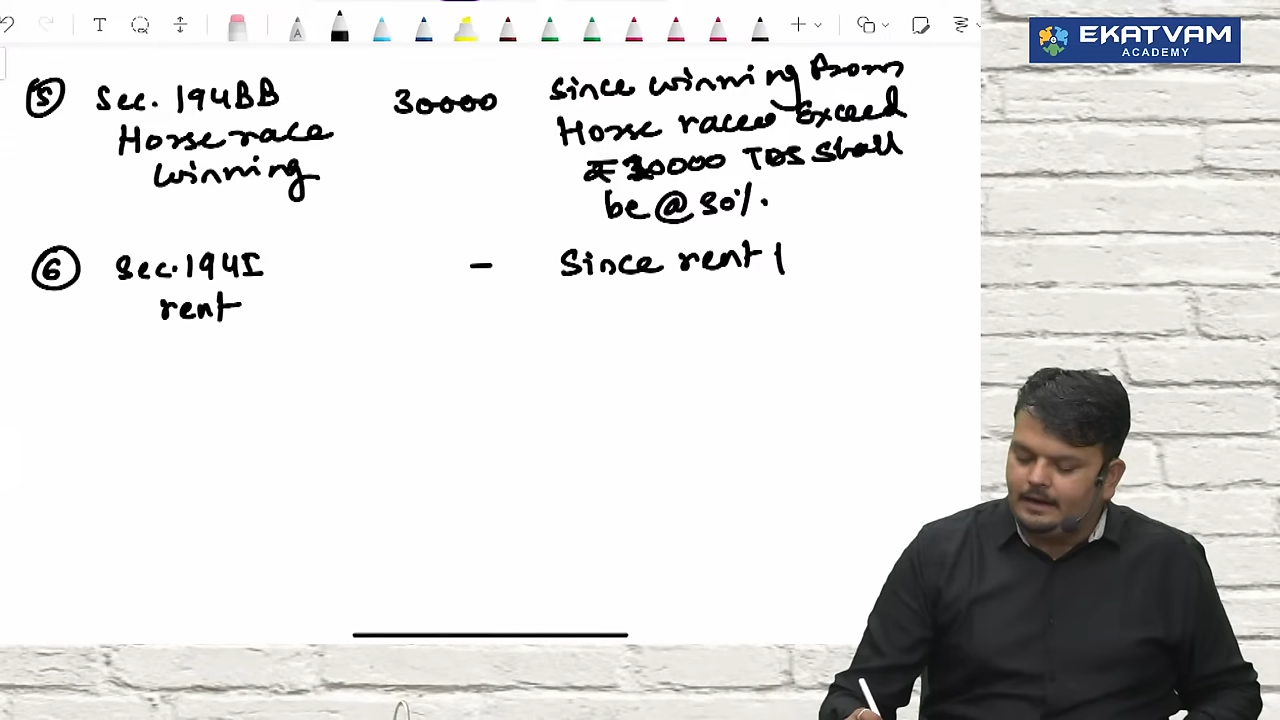 EKATVAM
ACADEMY
T
A
5 Sec. 194BB 30000 Since winning from
Horse race Horse races Exceed
winning ₹ 10000 TDS Shall
be @ 30%.
6 Sec. 194I - Since rent
rent